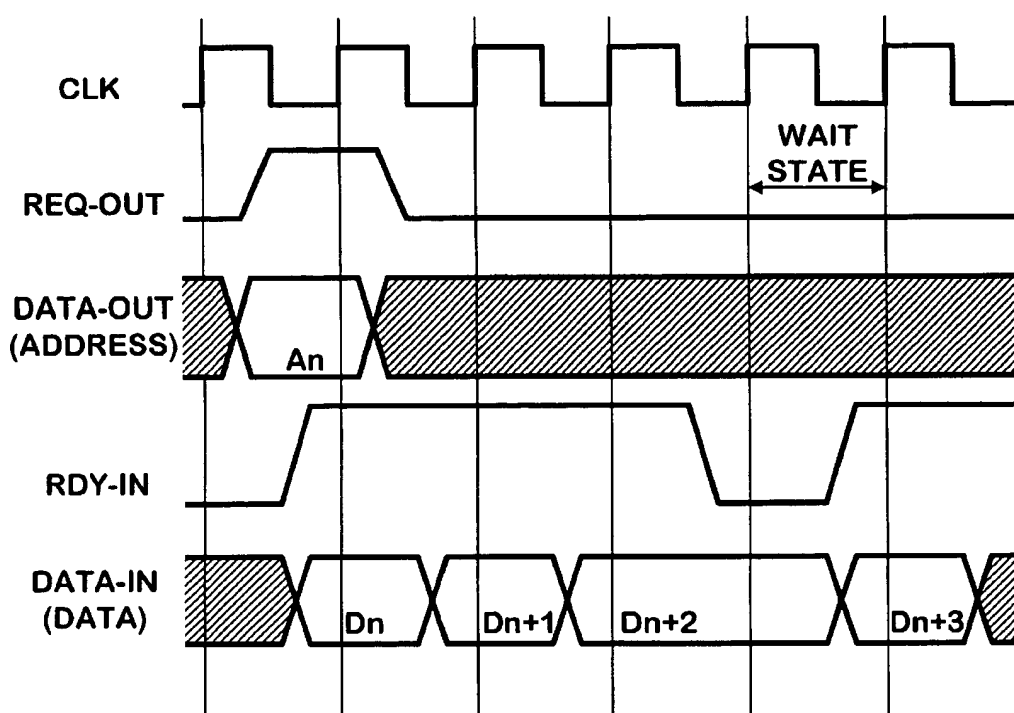 CLK
WAIT
STATE
REQ-OUT
DATA-OUT
(ADDRESS)
An
RDY-IN
DATA-IN
(DATA)
Dn
Dn+1
Dn+2
Dn+3